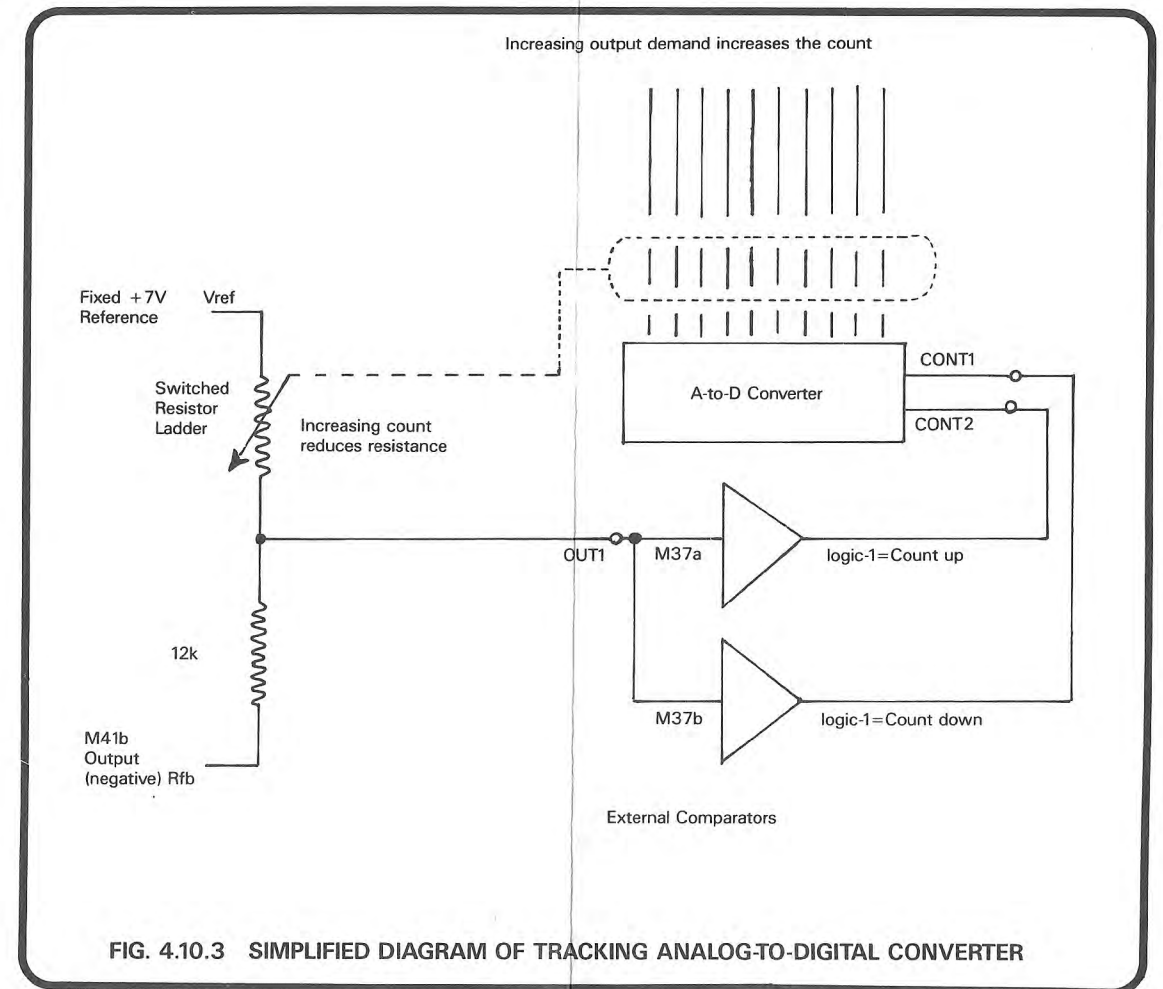 Increasing output demand increases the count
Fixed +7V Vref
Reference
Switched
Resistor
Ladder
Increasing count
reduces resistance
A-to-D Converter
CONT1
CONT2
OUT1
M37a
logic-1=Count up
12k
M37b
logic-1=Count down
M41b
Output
(negative) Rfb
External Comparators
FIG. 4.10.3 SIMPLIFIED DIAGRAM OF TRACKING ANALOG-TO-DIGITAL CONVERTER